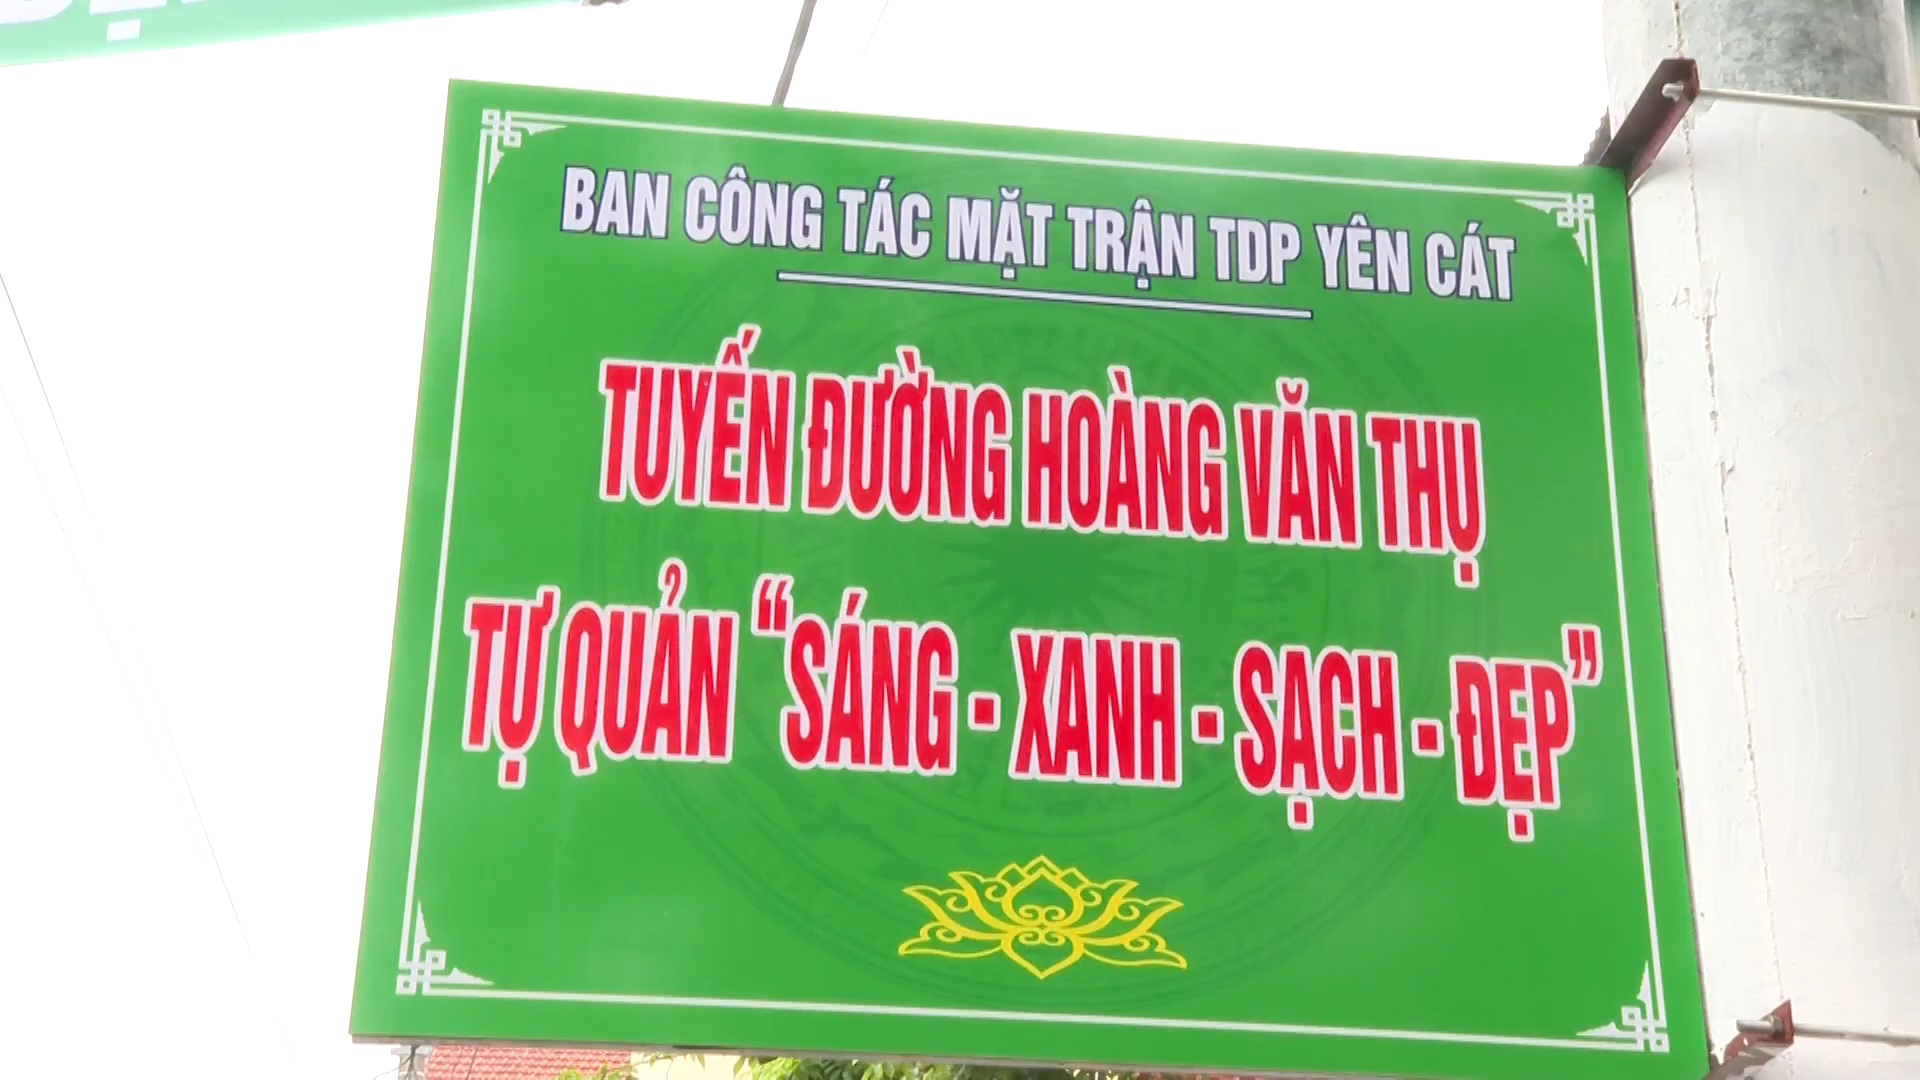 BAN CÔNG TÁC MẶT TRẬN TDP YÊN CÁT
TUYẾN ĐƯỜNG HOÀNG VĂN THỤ
TỰ QUẢN “SÁNG - XANH - SẠCH - ĐẸP”